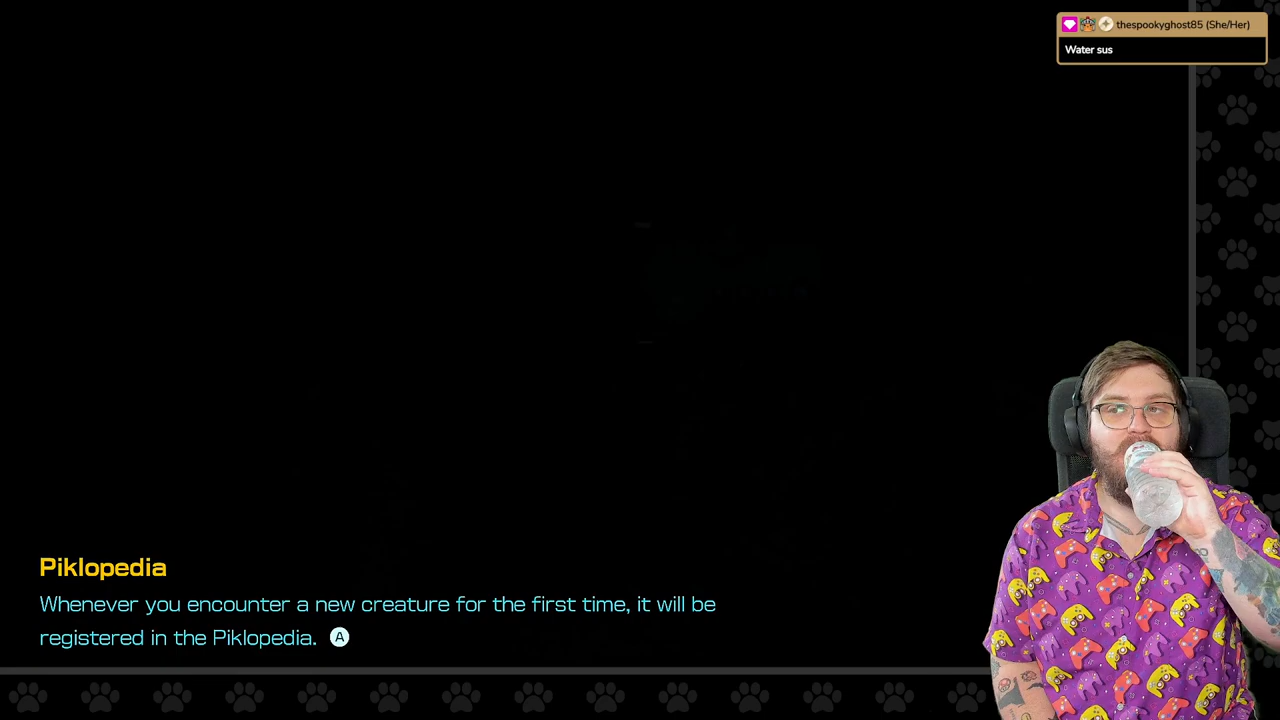 thespookyghost85 (She/Her)
Water sus
Piklopedia
Whenever you encounter a new creature for the first time, it will be
registered in the Piklopedia. A